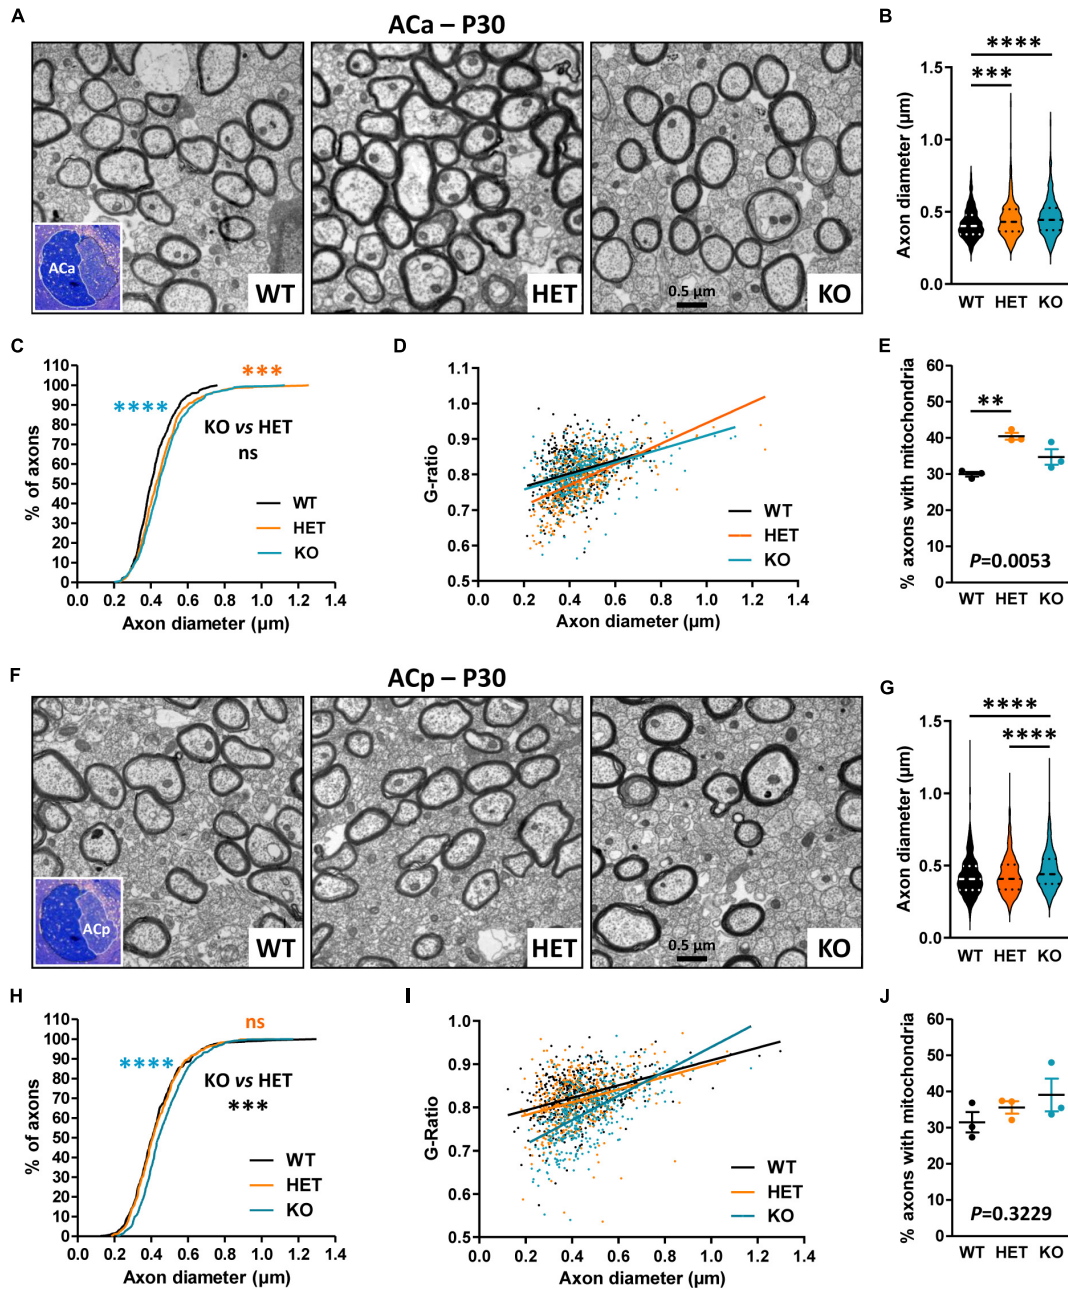 A
ACa – P30
B
ACa
WT
HET
0.5 µm
KO
Axon diameter (µm)
1.5
1.0
0.5
0.0
****
***
WT HET KO
C
% of axons
110
100
90
80
70
60
50
40
30
20
10
0
***
****
KO vs HET
ns
WT
HET
KO
0.0 0.2 0.4 0.6 0.8 1.0 1.2 1.4
Axon diameter (µm)
D
G-ratio
1.1
1.0
0.9
0.8
0.7
0.6
0.5
WT
HET
KO
0.0 0.2 0.4 0.6 0.8 1.0 1.2 1.4
Axon diameter (µm)
E
% axons with mitochondria
60
50
40
30
20
10
0
**
P=0.0053
WT HET KO
F
ACp – P30
G
ACp
WT
HET
0.5 µm
KO
Axon diameter (µm)
1.5
1.0
0.5
0.0
****
****
WT HET KO
H
% of axons
110
100
90
80
70
60
50
40
30
20
10
0
ns
****
KO vs HET
***
WT
HET
KO
0.0 0.2 0.4 0.6 0.8 1.0 1.2 1.4
Axon diameter (µm)
I
G-Ratio
1.0
0.9
0.8
0.7
0.6
0.5
WT
HET
KO
0.0 0.2 0.4 0.6 0.8 1.0 1.2 1.4
Axon diameter (µm)
J
% axons with mitochondria
60
50
40
30
20
10
0
P=0.3229
WT HET KO